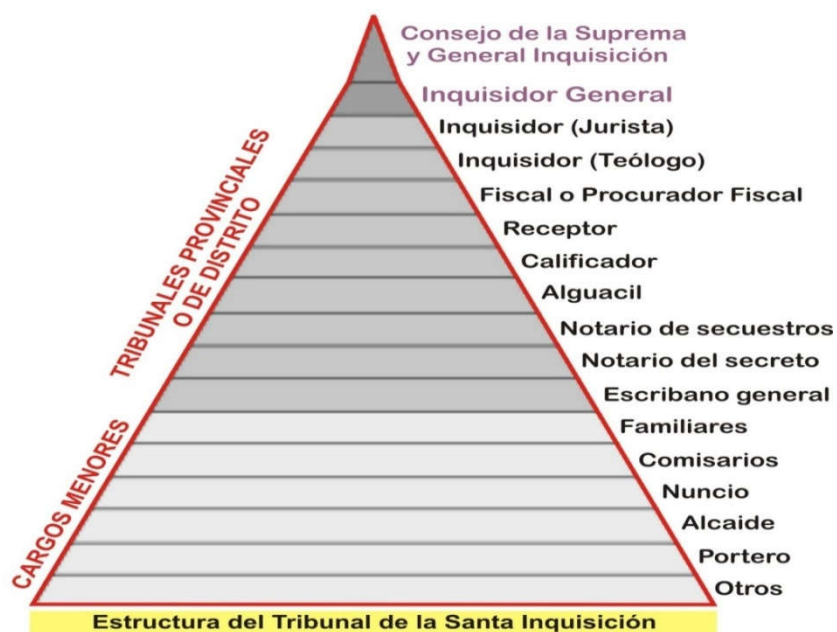 Consejo de la Suprema
y General Inquisición
Inquisidor General
Inquisidor (Jurista)
Inquisidor (Teólogo)
Fiscal o Procurador Fiscal
Receptor
Calificador
Alguacil
Notario de secuestros
Notario del secreto
Escribano general
Familiares
Comisarios
Nuncio
Alcaide
Portero
Otros
TRIBUNALES PROVINCIALES
O DE DISTRITO
CARGOS MENORES
Estructura del Tribunal de la Santa Inquisición